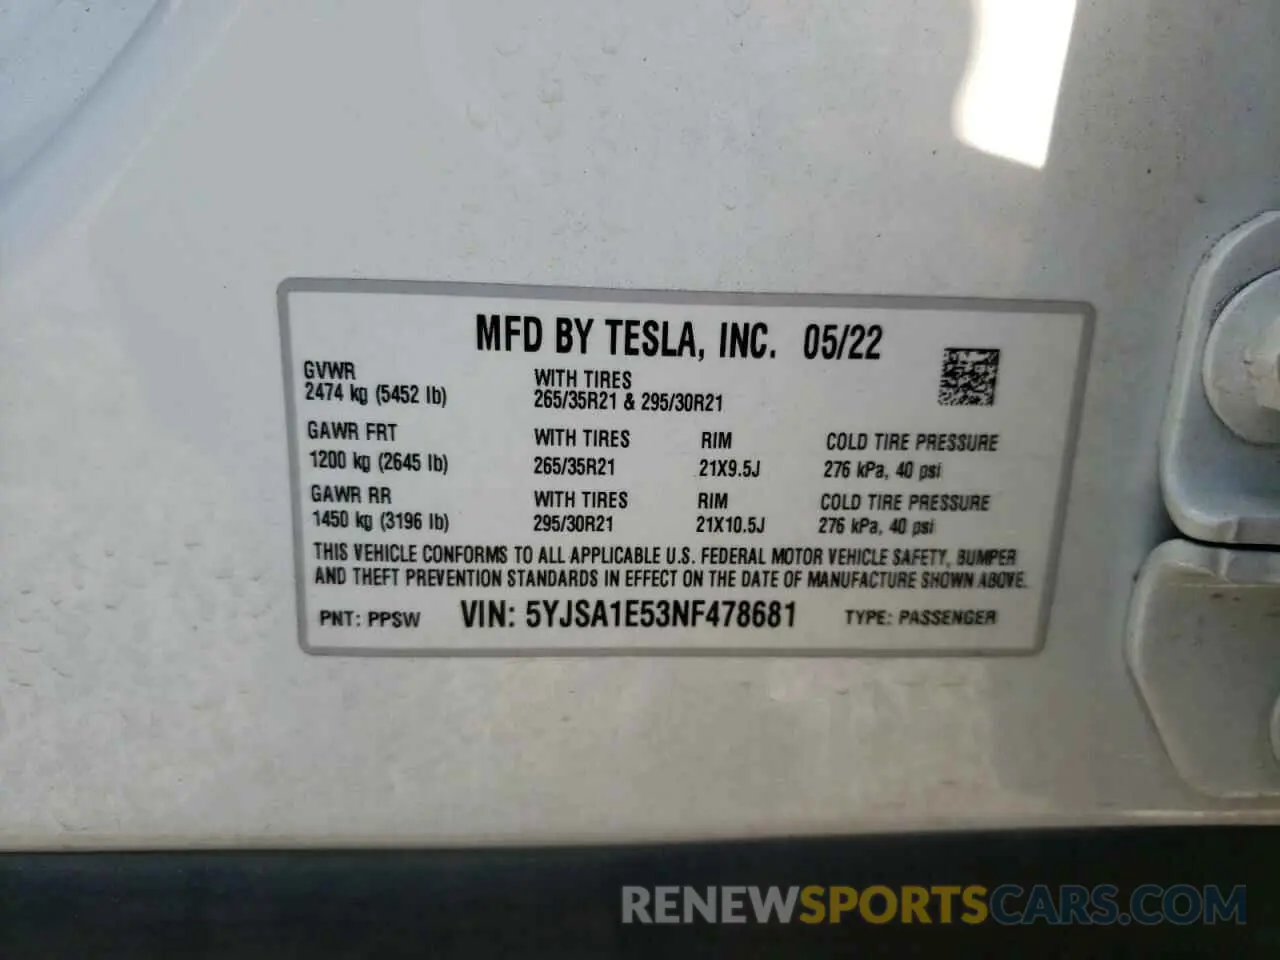 MFD BY TESLA, INC. 05/22
GVWR
2474 kg (5452 lb)
WITH TIRES
265/35R21 & 295/30R21
GAWR FRT WITH TIRES RIM COLD TIRE PRESSURE
1200 kg (2645 lb) 265/35R21 21X9.5J 276 kPa, 40 psi
GAWR RR WITH TIRES RIM COLD TIRE PRESSURE
1450 kg (3196 lb) 295/30R21 21X10.5J 276 kPa, 40 psi
THIS VEHICLE CONFORMS TO ALL APPLICABLE U.S. FEDERAL MOTOR VEHICLE SAFETY, BUMPER
AND THEFT PREVENTION STANDARDS IN EFFECT ON THE DATE OF MANUFACTURE SHOWN ABOVE.
PNT: PPSW VIN: 5YJSA1E53NF478681 TYPE: PASSENGER
RENEWSPORTSCARS.COM